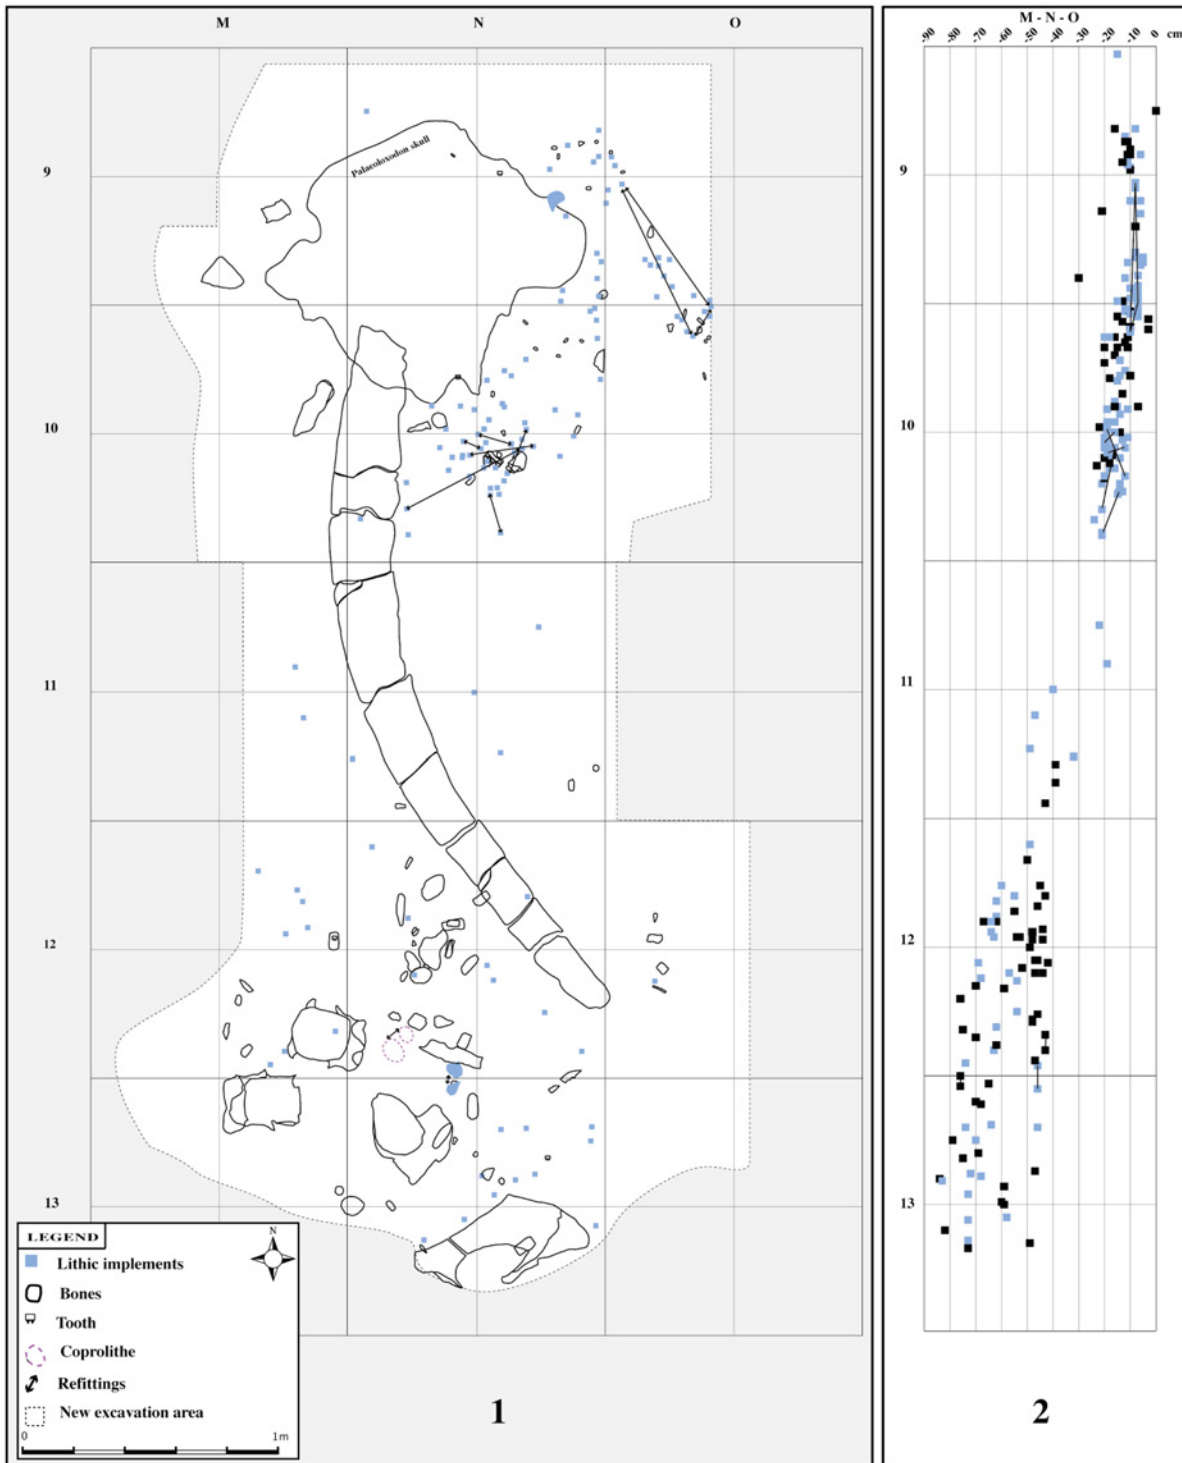 M N O
9
10
11
12
13
Palaeoloxodon skull
LEGEND
N
Lithic implements
Bones
Tooth
Coprolithe
Refittings
New excavation area
0 1m
1
M - N - O
-90 -80 -70 -60 -50 -40 -30 -20 -10 0 cm
9
10
11
12
13
2